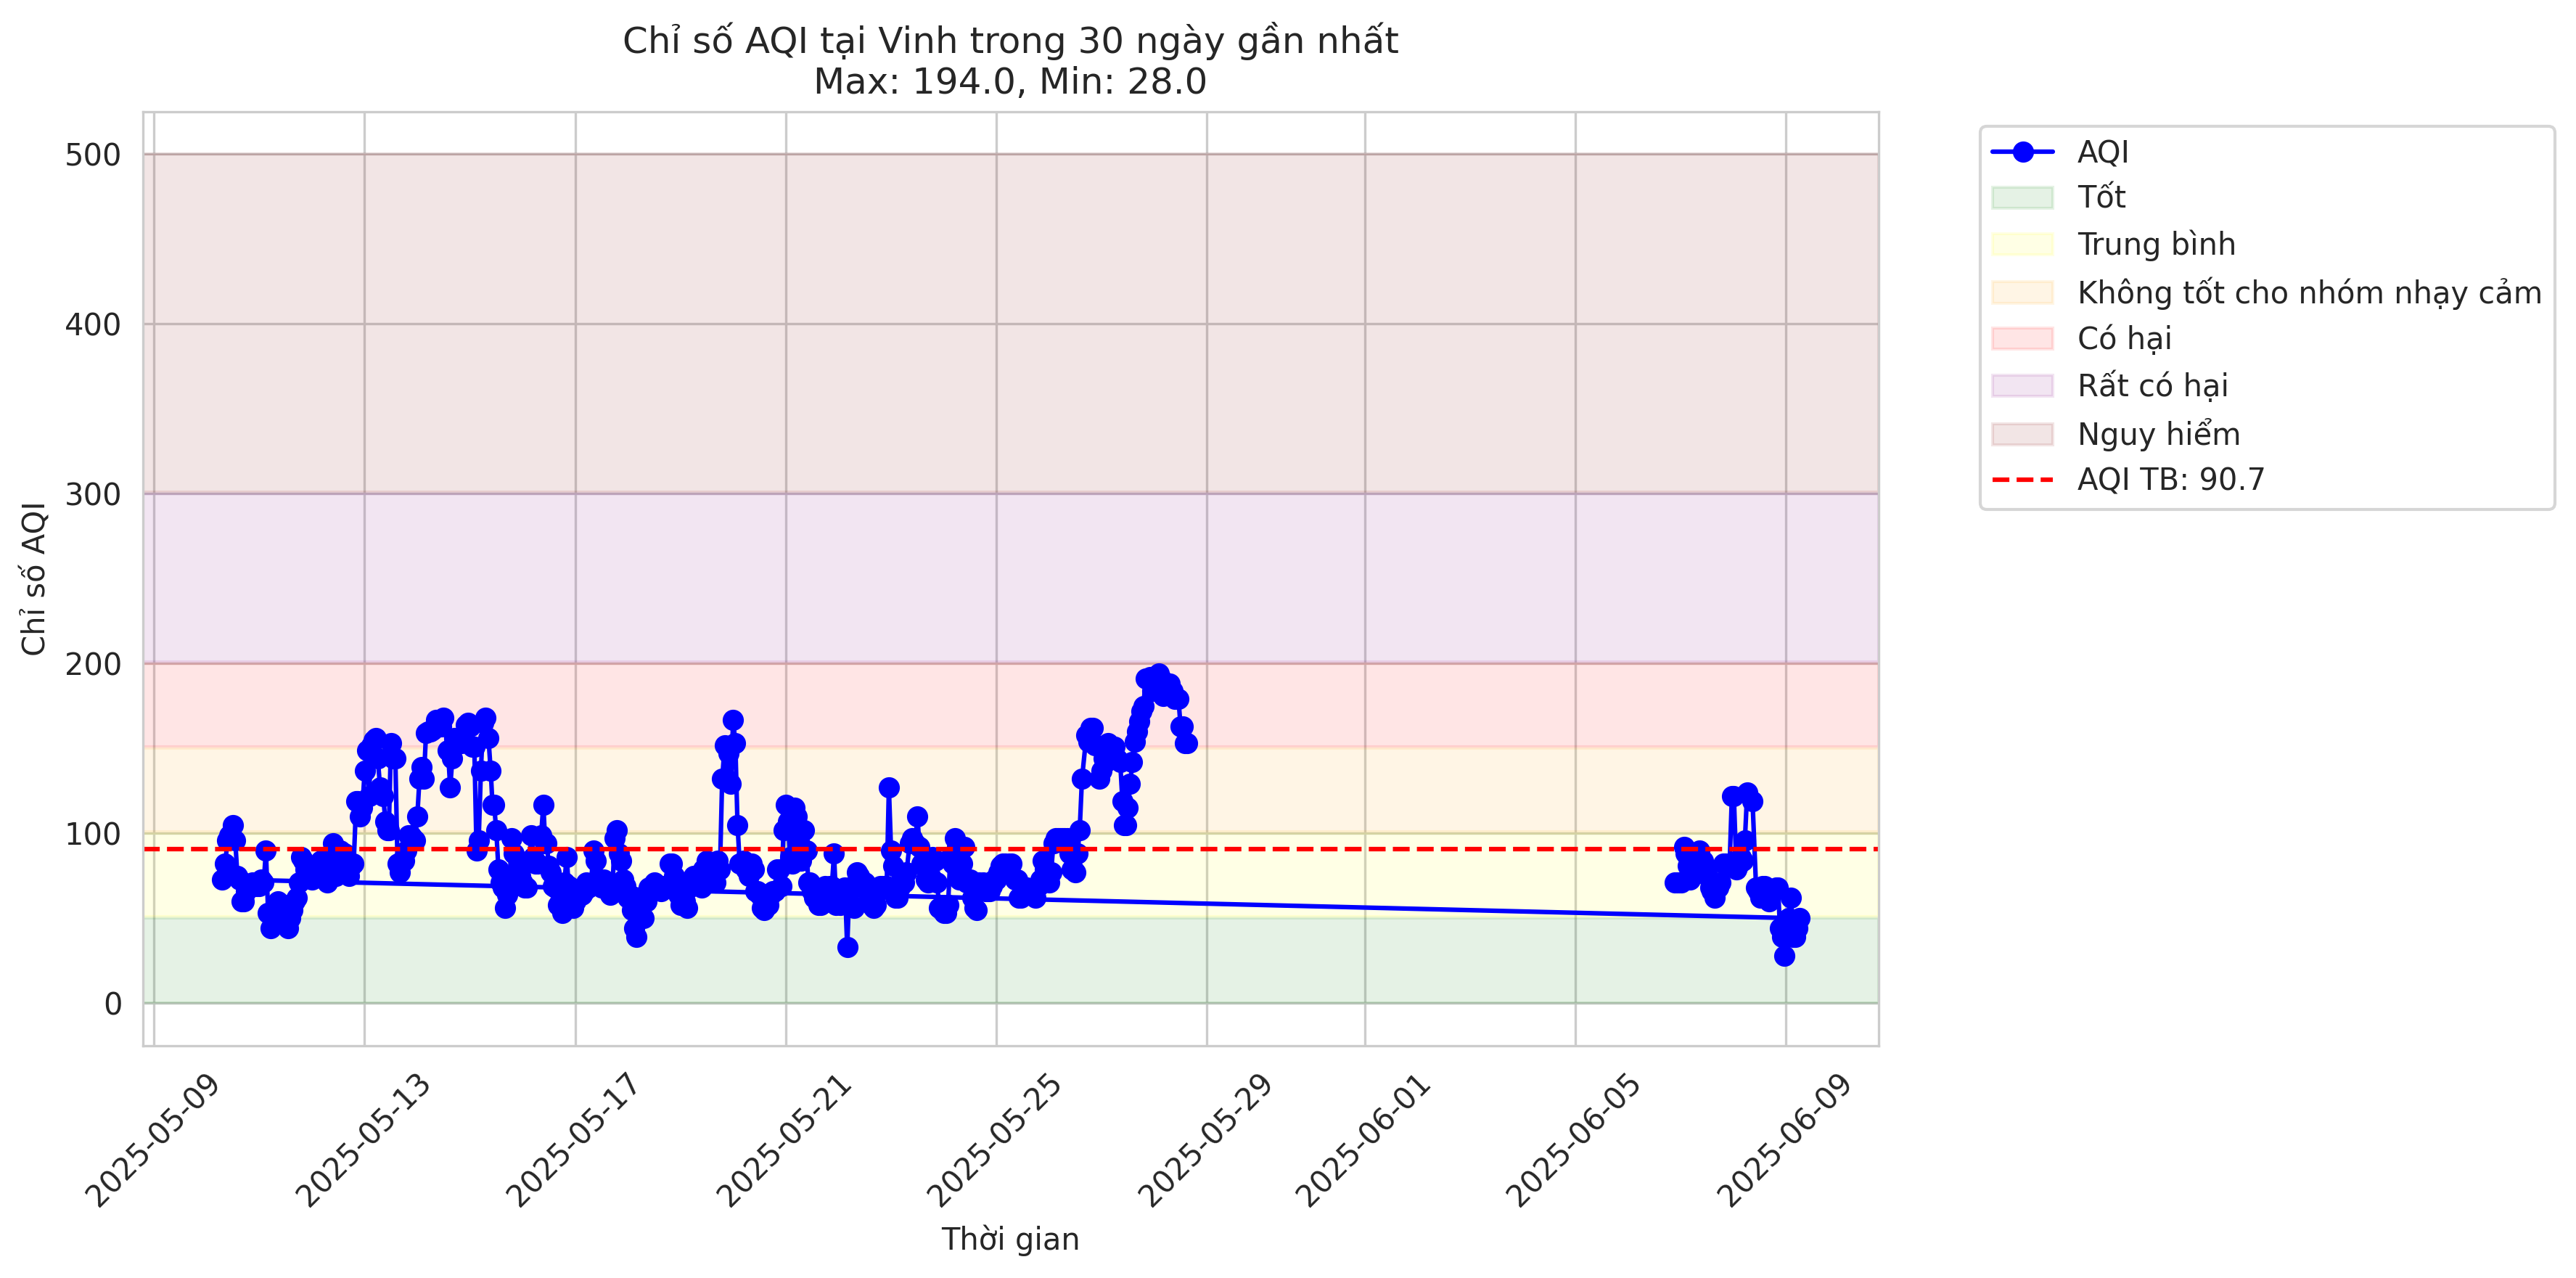 Chỉ số AQI tại Vinh trong 30 ngày gần nhất
Max: 194.0, Min: 28.0
Chỉ số AQI
500
400
300
200
100
0
2025-05-09
2025-05-13
2025-05-17
2025-05-21
2025-05-25
2025-05-29
2025-06-01
2025-06-05
2025-06-09
Thời gian
AQI
Tốt
Trung bình
Không tốt cho nhóm nhạy cảm
Có hại
Rất có hại
Nguy hiểm
AQI TB: 90.7